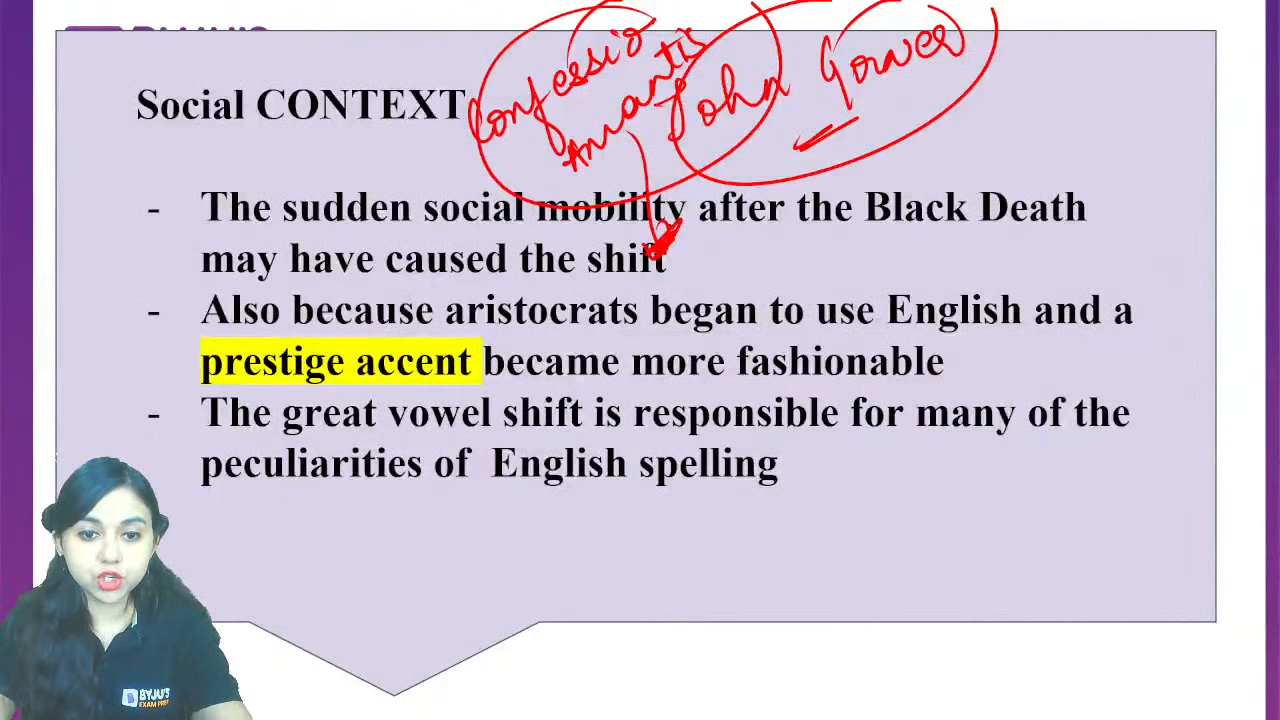 Social CONTEXT
Confessio
Amantis
John Gower
- The sudden social mobility after the Black Death
may have caused the shift
- Also because aristocrats began to use English and a
prestige accent became more fashionable
- The great vowel shift is responsible for many of the
peculiarities of English spelling
BYJU'S
EXAM PREP